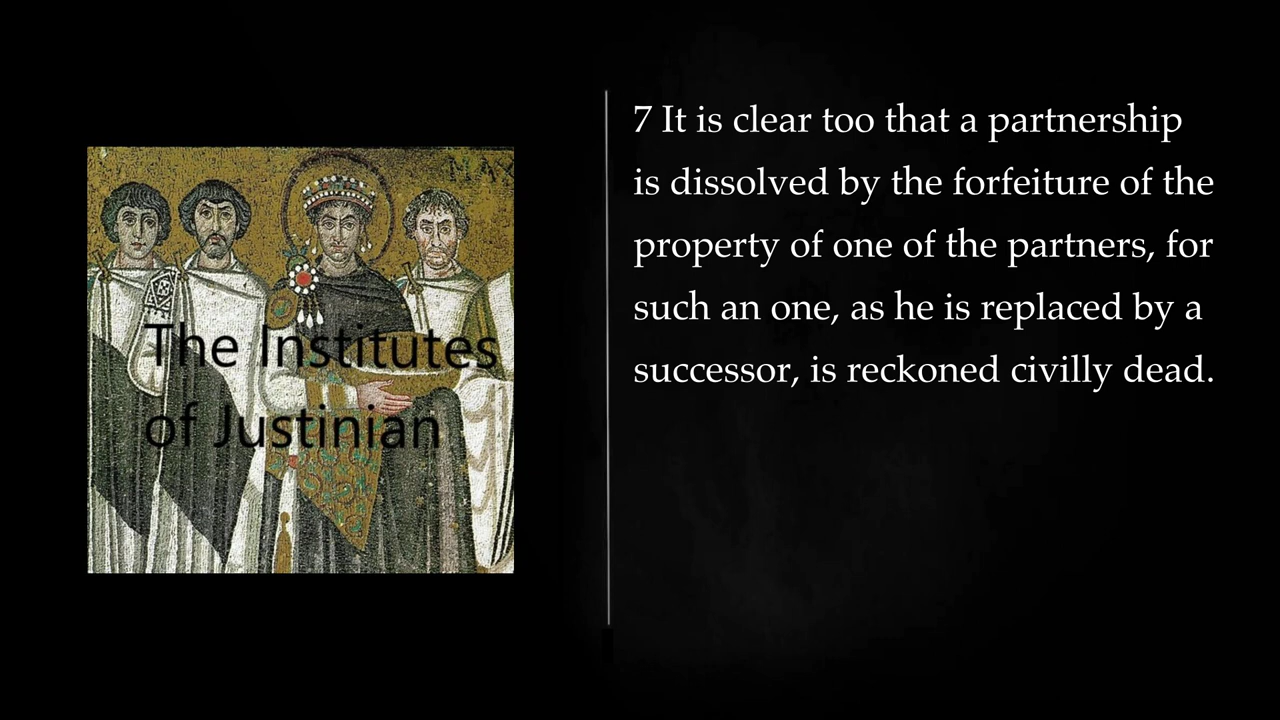 The Institutes
of Justinian
7 It is clear too that a partnership
is dissolved by the forfeiture of the
property of one of the partners, for
such an one, as he is replaced by a
successor, is reckoned civilly dead.